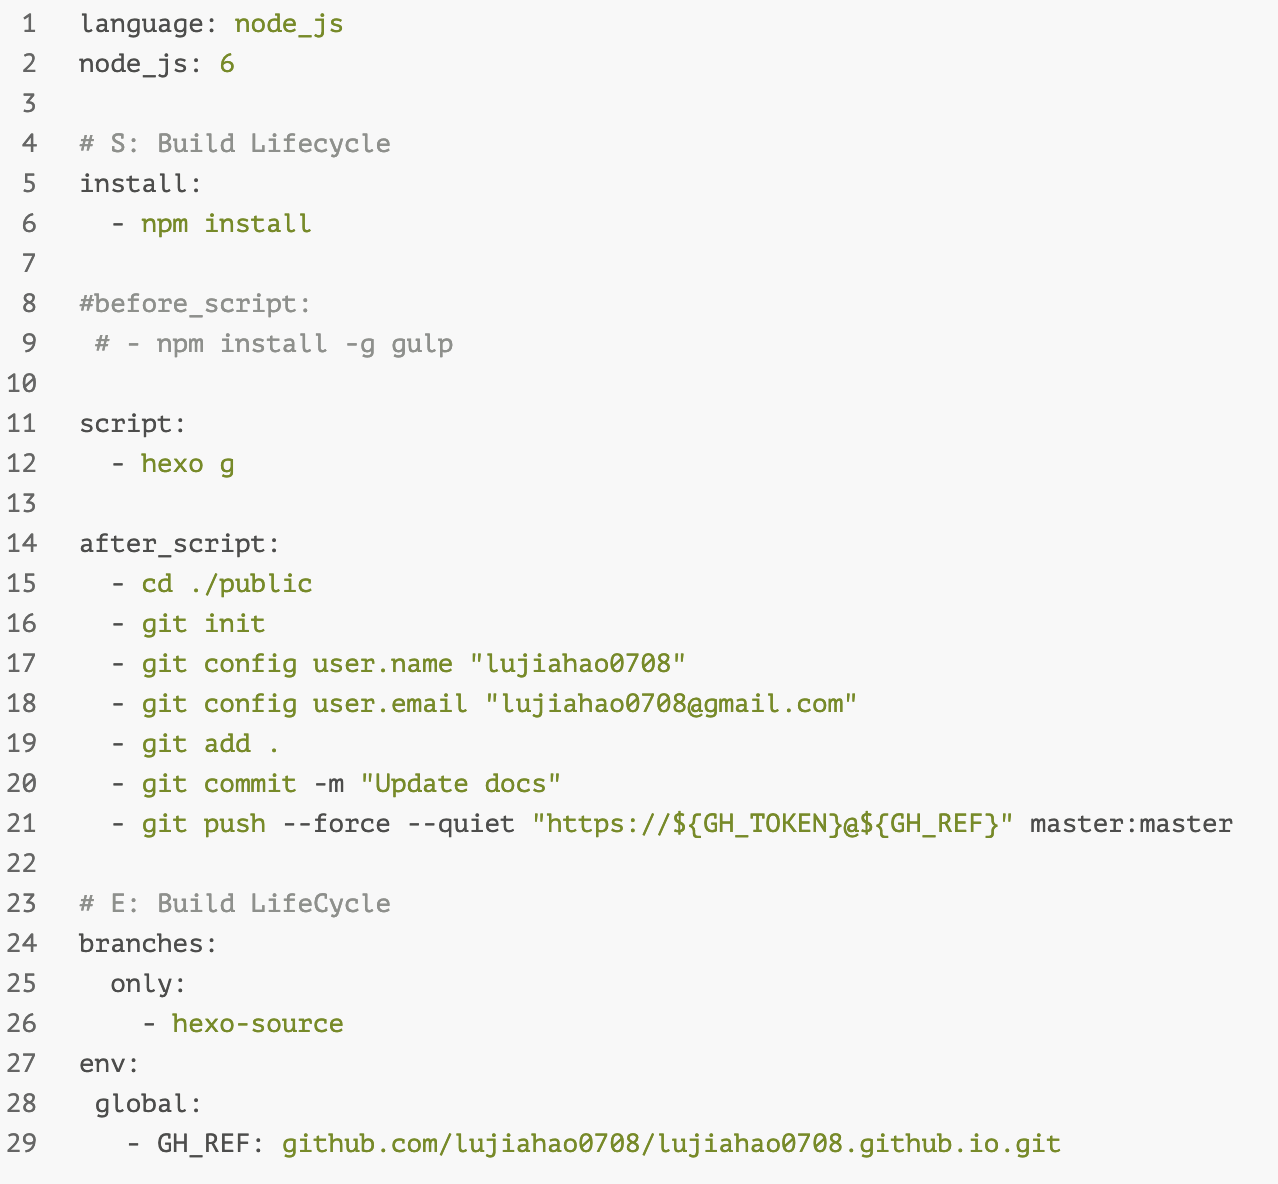 1 language: node_js
2 node_js: 6
3
4 # S: Build Lifecycle
5 install:
6   - npm install
7
8 #before_script:
9  # - npm install -g gulp
10
11 script:
12   - hexo g
13
14 after_script:
15   - cd ./public
16   - git init
17   - git config user.name "lujiahao0708"
18   - git config user.email "lujiahao0708@gmail.com"
19   - git add .
20   - git commit -m "Update docs"
21   - git push --force --quiet "https://${GH_TOKEN}@${GH_REF}" master:master
22
23 # E: Build LifeCycle
24 branches:
25   only:
26     - hexo-source
27 env:
28  global:
29    - GH_REF: github.com/lujiahao0708/lujiahao0708.github.io.git